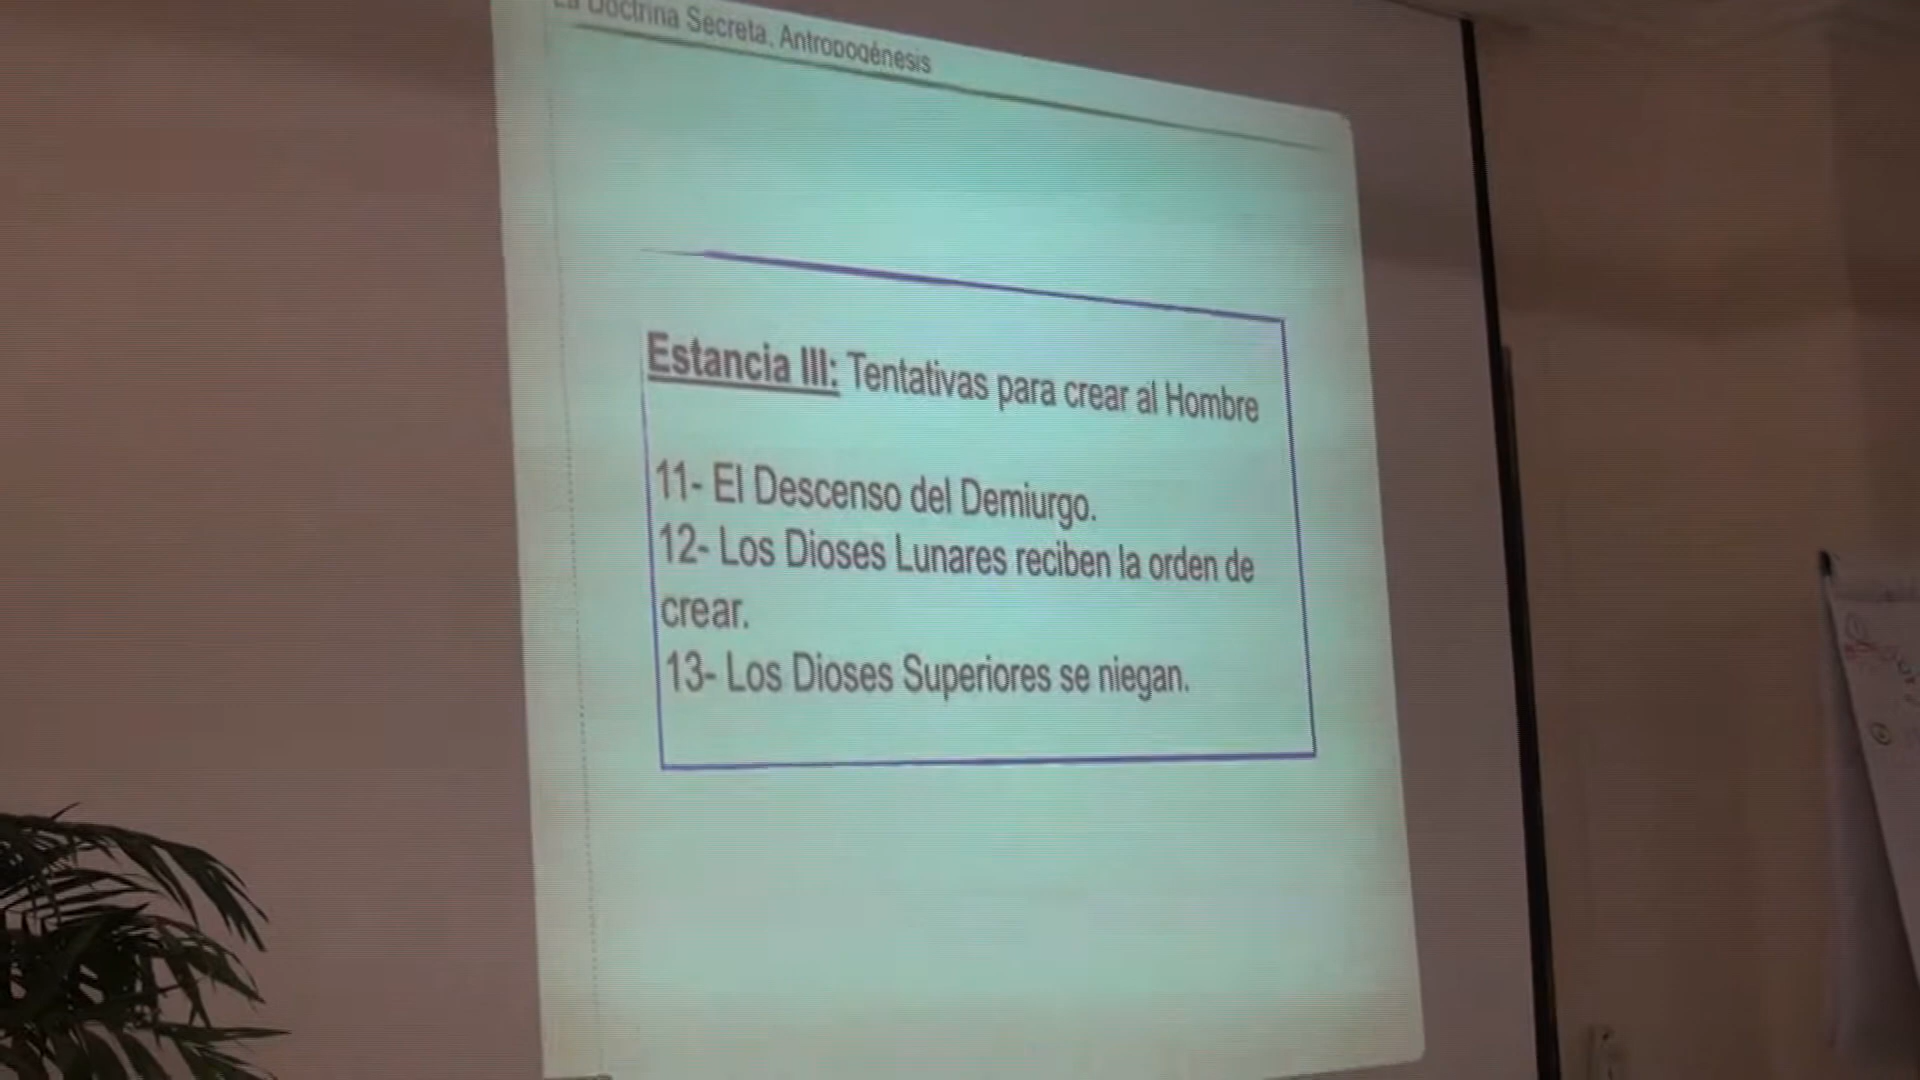 La Doctrina Secreta. Antropogénesis
Estancia III: Tentativas para crear al Hombre
11- El Descenso del Demiurgo.
12- Los Dioses Lunares reciben la orden de
crear.
13- Los Dioses Superiores se niegan.